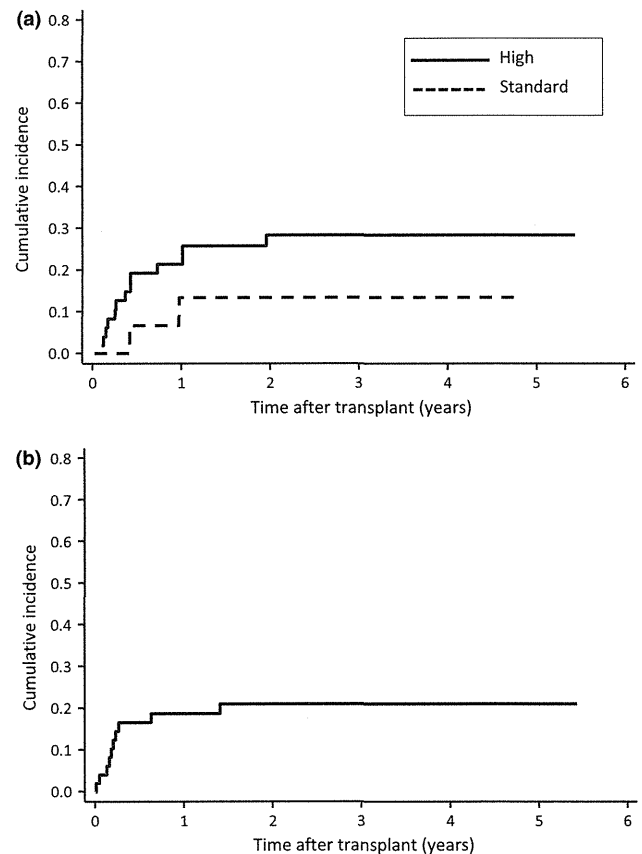 (a)
0.8
0.7
0.6
0.5
0.4
0.3
0.2
0.1
0.0
Cumulative incidence
High
Standard
0 1 2 3 4 5 6
Time after transplant (years)
(b)
0.8
0.7
0.6
0.5
0.4
0.3
0.2
0.1
0.0
Cumulative incidence
0 1 2 3 4 5 6
Time after transplant (years)